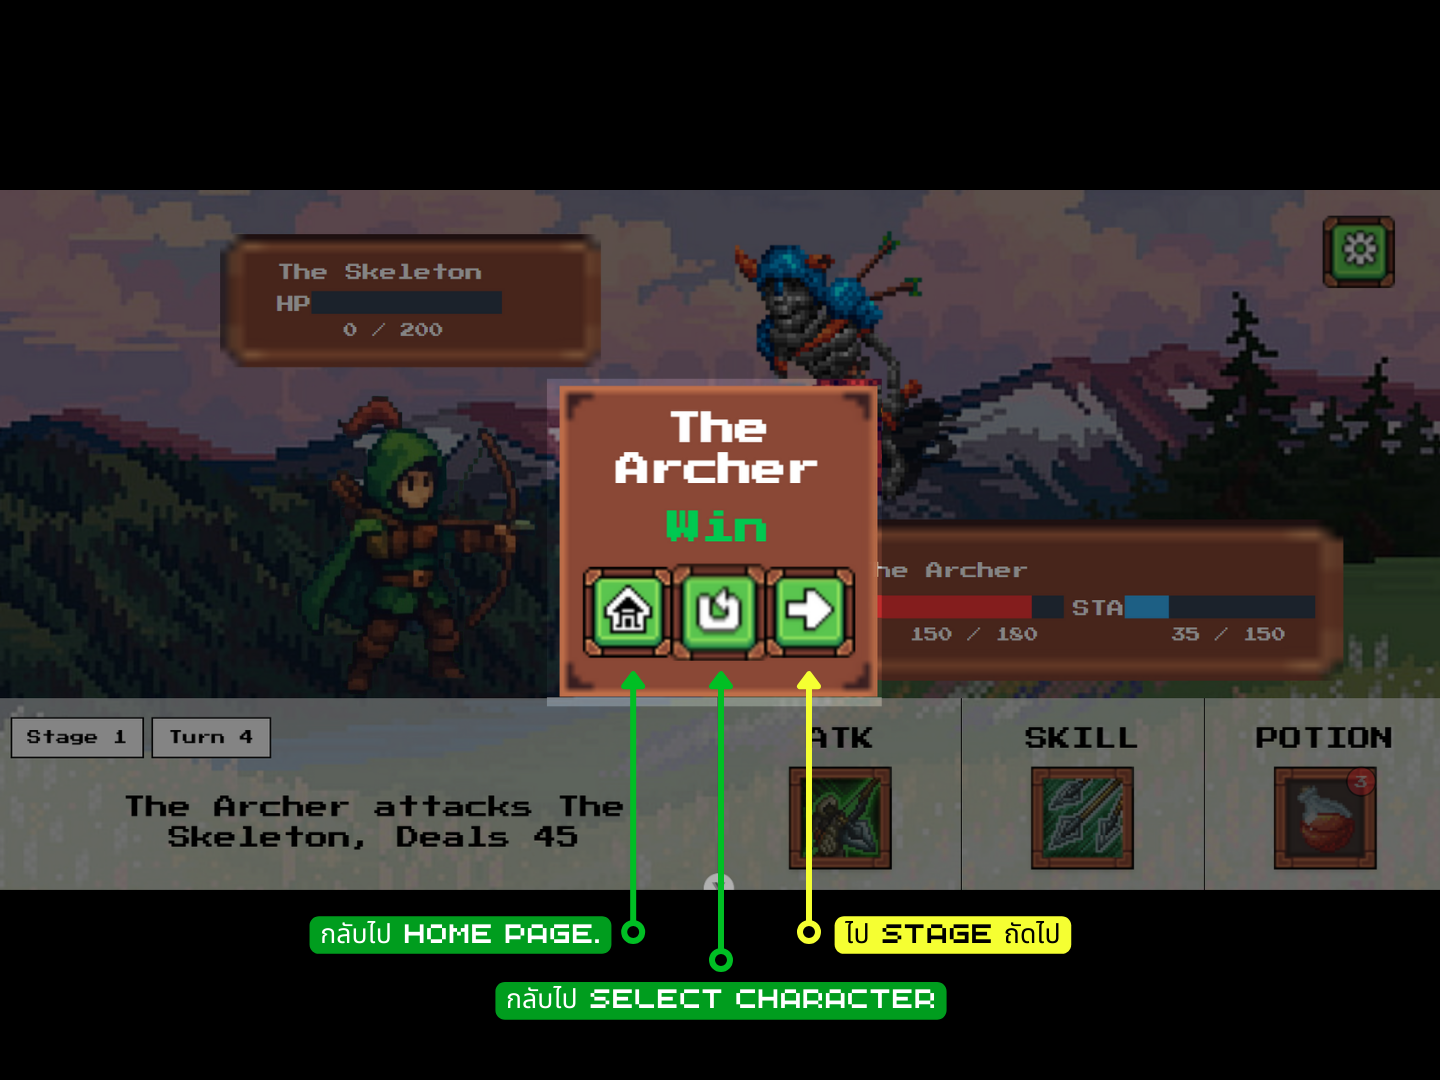 The Skeleton
HP
0 / 200
The
Archer
Win
he Archer
STA
150 / 180
35 / 150
Stage 1
Turn 4
The Archer attacks The
Skeleton, Deals 45
ATK
SKILL
POTION
3
กลับไป HOME PAGE.
ไป STAGE ถัดไป
กลับไป SELECT CHARACTER